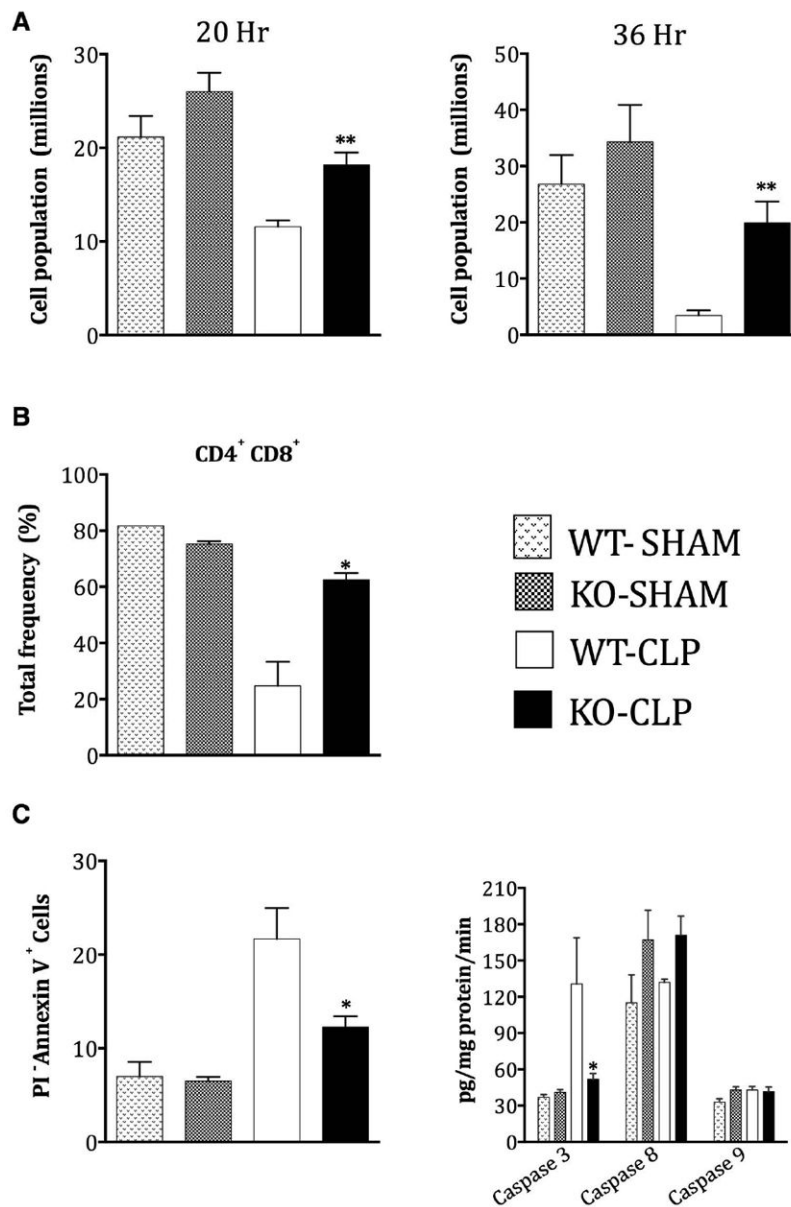 A
20 Hr
Cell population (millions)
30
20
10
0
**
36 Hr
Cell population (millions)
50
40
30
20
10
0
**
B
CD4+ CD8+
Total frequency (%)
100
80
60
40
20
0
*
WT-SHAM
KO-SHAM
WT-CLP
KO-CLP
C
PI- Annexin V+ Cells
30
20
10
0
*
pg/mg protein/min
210
180
150
120
90
60
30
0
*
Caspase 3
Caspase 8
Caspase 9